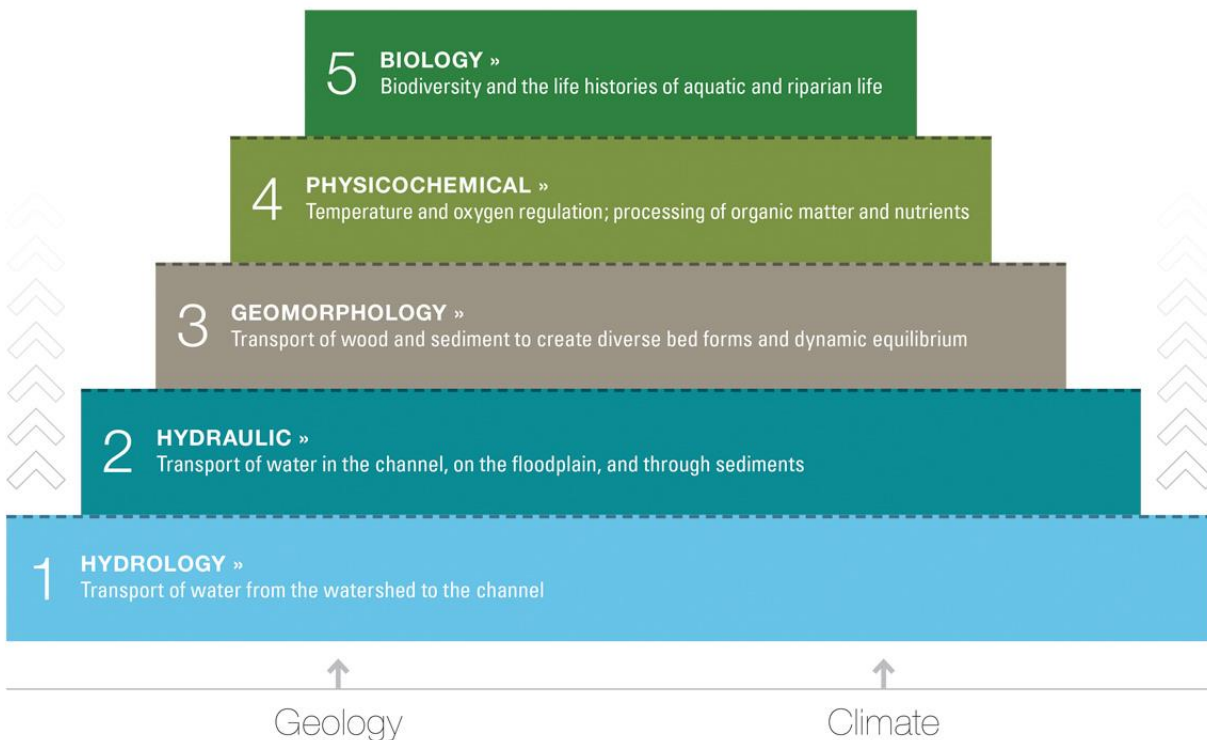 5
BIOLOGY »
Biodiversity and the life histories of aquatic and riparian life
4
PHYSICOCHEMICAL »
Temperature and oxygen regulation; processing of organic matter and nutrients
3
GEOMORPHOLOGY »
Transport of wood and sediment to create diverse bed forms and dynamic equilibrium
2
HYDRAULIC »
Transport of water in the channel, on the floodplain, and through sediments
1
HYDROLOGY »
Transport of water from the watershed to the channel
Geology
Climate